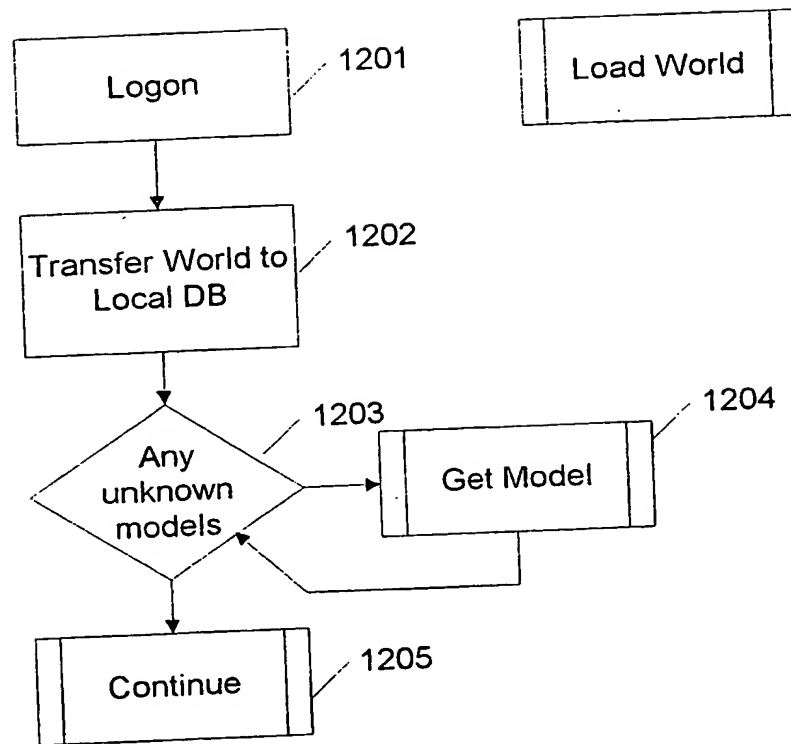 Logon
1201
Load World
Transfer World to
Local DB
1202
Any
unknown
models
1203
Get Model
1204
Continue
1205